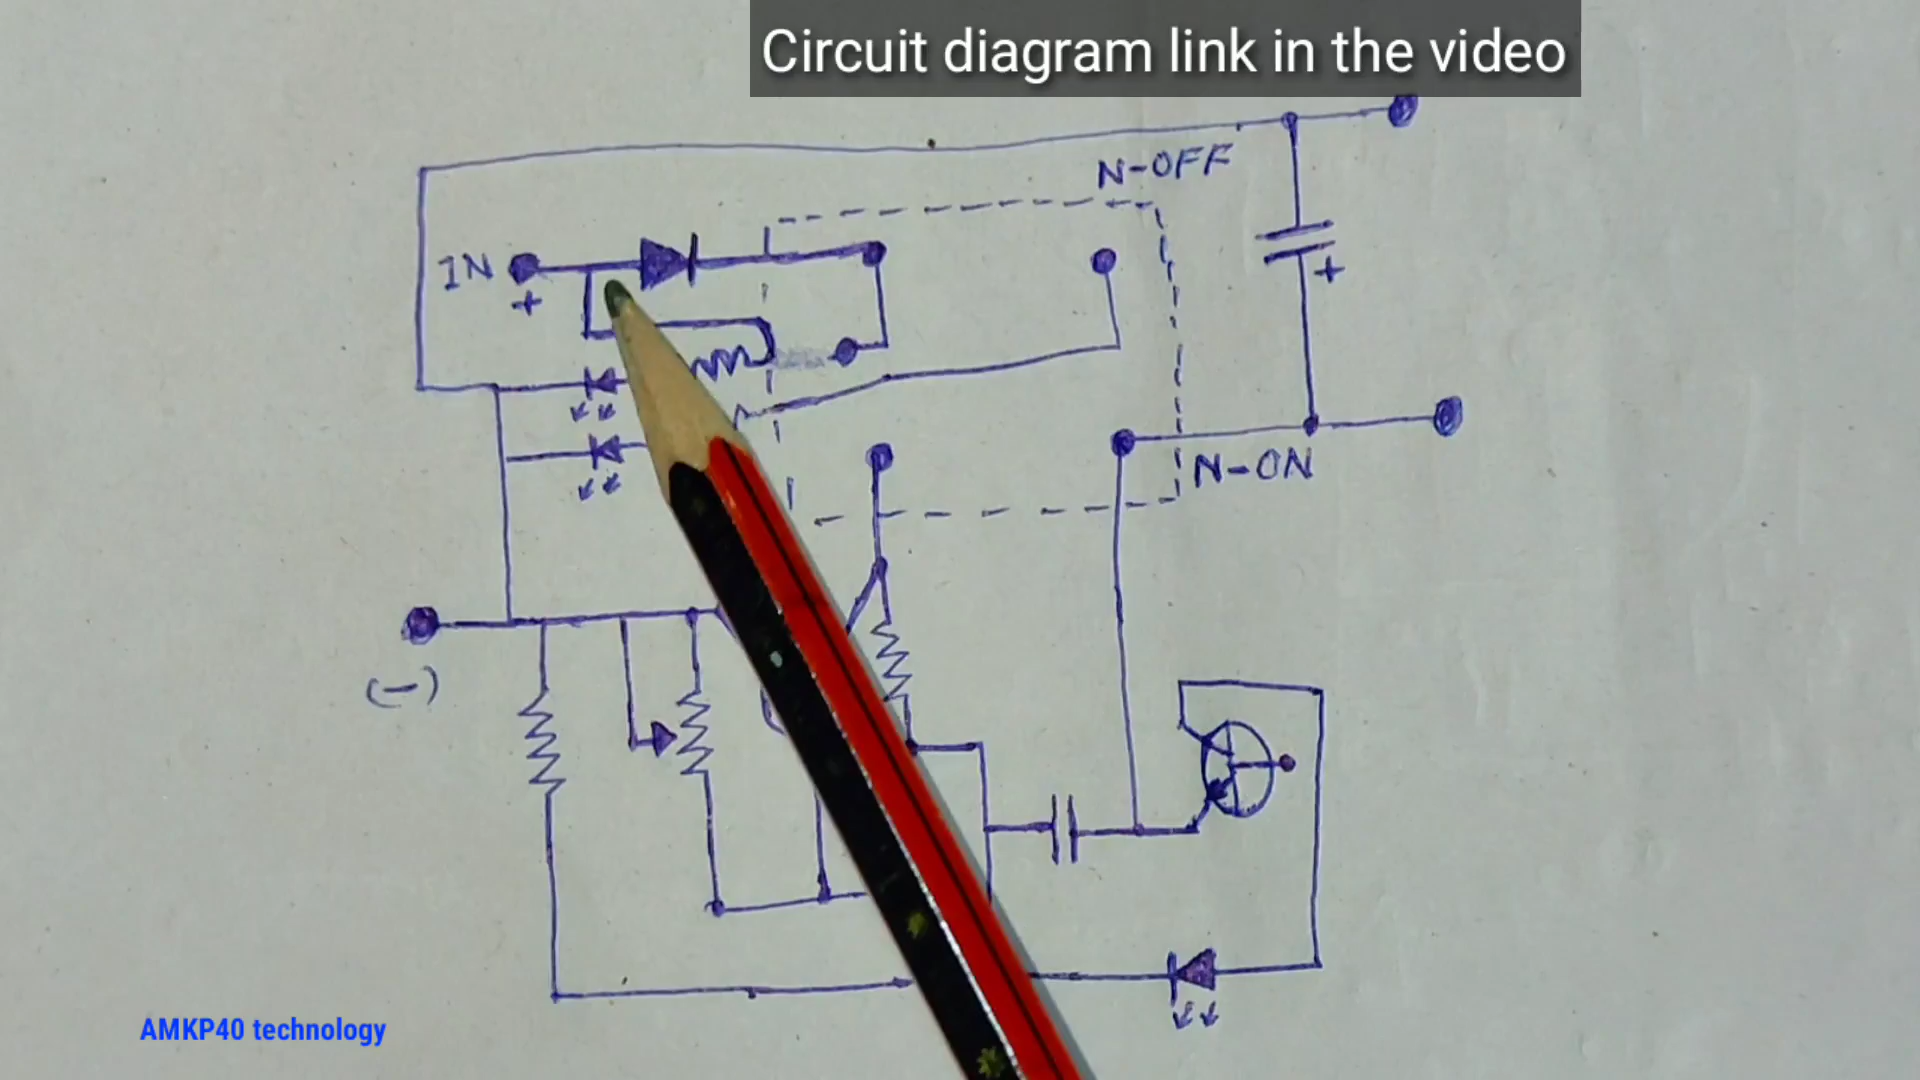 Circuit diagram link in the video
N-OFF
IN
+
+
N-ON
(-)
AMKP40 technology